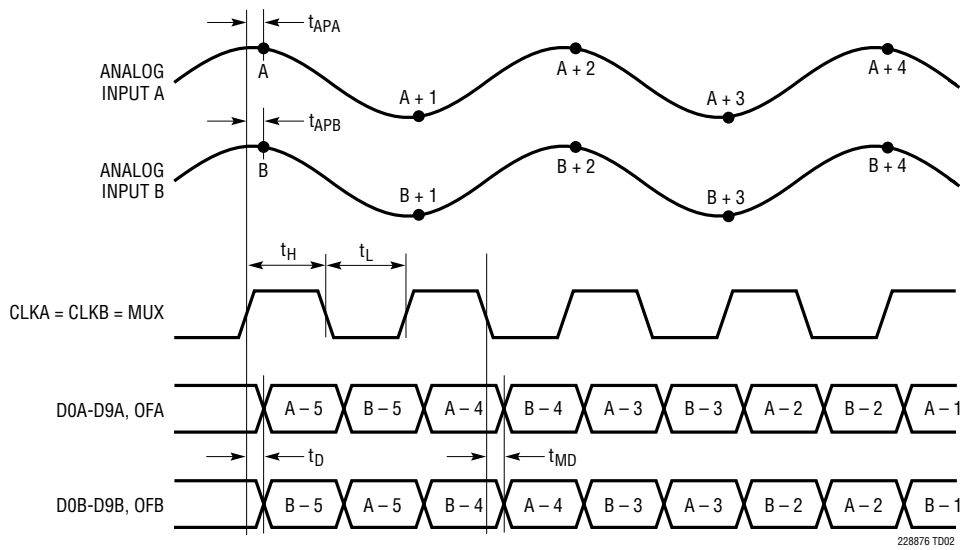 tAPA
ANALOG
INPUT A
A
A + 1
A + 2
A + 3
A + 4
tAPB
ANALOG
INPUT B
B
B + 1
B + 2
B + 3
B + 4
tH
tL
CLKA = CLKB = MUX
D0A-D9A, OFA
A – 5
B – 5
A – 4
B – 4
A – 3
B – 3
A – 2
B – 2
A – 1
tD
tMD
D0B-D9B, OFB
B – 5
A – 5
B – 4
A – 4
B – 3
A – 3
B – 2
A – 2
B – 1
228876 TD02